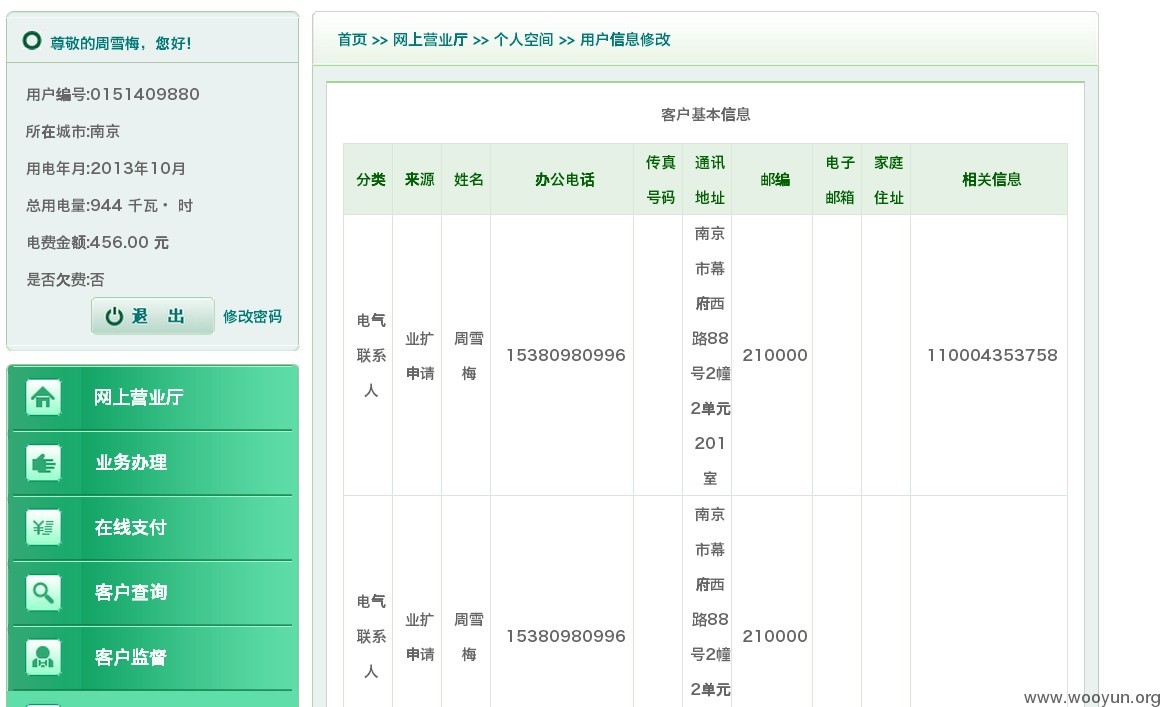 尊敬的周雪梅，您好！
用户编号:0151409880
所在城市:南京
用电年月:2013年10月
总用电量:944 千瓦· 时
电费金额:456.00 元
是否欠费:否
退 出 修改密码
网上营业厅
业务办理
在线支付
客户查询
客户监督
首页 >> 网上营业厅 >> 个人空间 >> 用户信息修改
客户基本信息
分类 来源 姓名 办公电话 传真 号码 通讯 地址 邮编 电子 邮箱 家庭 住址 相关信息
电气
联系
人
业扩
申请
周雪
梅
15380980996
南京
市幕
府西
路88
号2幢
2单元
201
室
210000
110004353758
电气
联系
人
业扩
申请
周雪
梅
15380980996
南京
市幕
府西
路88
号2幢
2单元
210000
www.wooyun.org